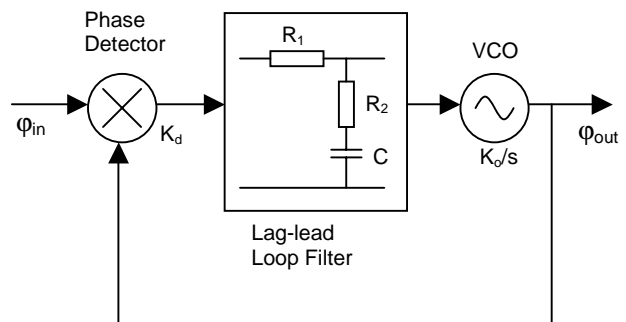 Phase
Detector
R₁
VCO
R₂
φin
Kd
C
Ko/s
φout
Lag-lead
Loop Filter